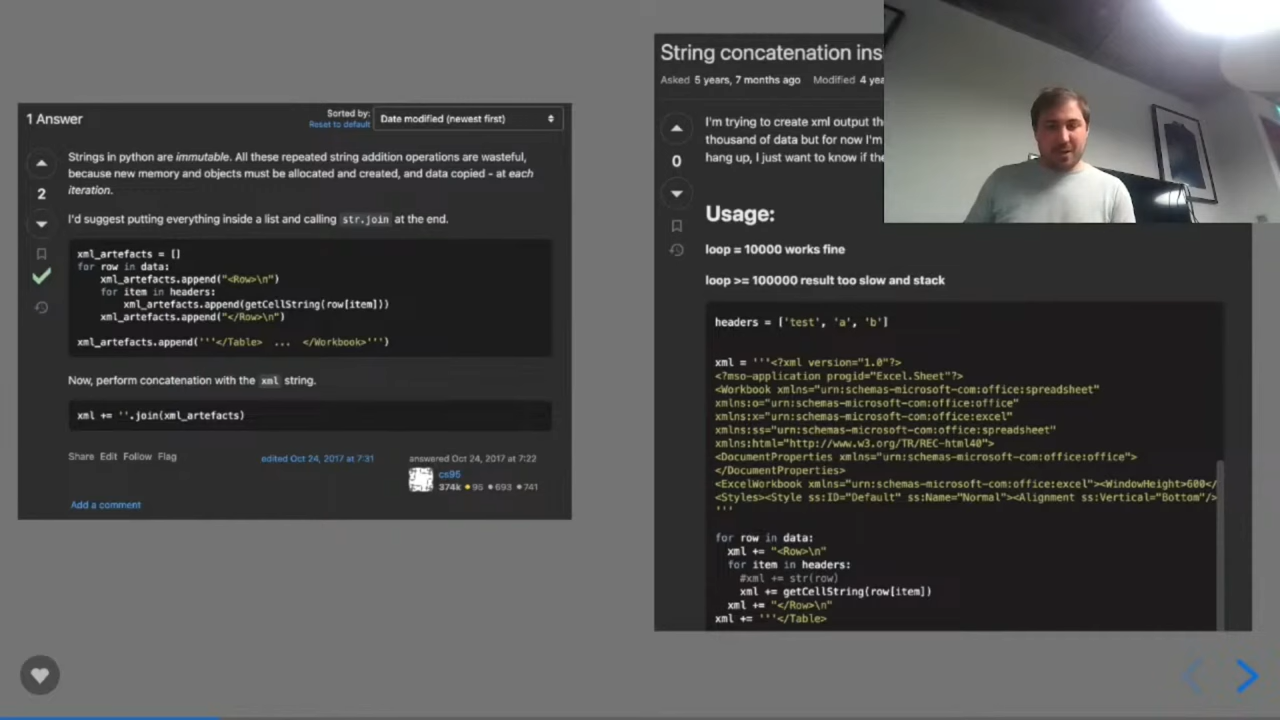 1 Answer
Sorted by:
Reset to default
Date modified (newest first)
2
Strings in python are immutable. All these repeated string addition operations are wasteful,
because new memory and objects must be allocated and created, and data copied - at each
iteration.
I'd suggest putting everything inside a list and calling str.join at the end.
xml_artefacts = []
for row in data:
xml_artefacts.append("<Row>\n")
for item in headers:
xml_artefacts.append(getCellString(row[item]))
xml_artefacts.append("</Row>\n")
xml_artefacts.append('''</Table> ... </Workbook>''')
Now, perform concatenation with the xml string.
xml += ''.join(xml_artefacts)
Share Edit Follow Flag
edited Oct 24, 2017 at 7:31
answered Oct 24, 2017 at 7:22
cs95
374k 95 693 741
Add a comment
String concatenation ins
Asked 5 years, 7 months ago Modified 4 yea
0
I'm trying to create xml output th
thousand of data but for now I'm
hang up, I just want to know if the
Usage:
loop = 10000 works fine
loop >= 100000 result too slow and stack
headers = ['test', 'a', 'b']
xml = '''<?xml version="1.0"?>
<?mso-application progid="Excel.Sheet"?>
<Workbook xmlns="urn:schemas-microsoft-com:office:spreadsheet"
xmlns:o="urn:schemas-microsoft-com:office:office"
xmlns:x="urn:schemas-microsoft-com:office:excel"
xmlns:ss="urn:schemas-microsoft-com:office:spreadsheet"
xmlns:html="http://www.w3.org/TR/REC-html40">
<DocumentProperties xmlns="urn:schemas-microsoft-com:office:office">
</DocumentProperties>
<ExcelWorkbook xmlns="urn:schemas-microsoft-com:office:excel"><WindowHeight>600</
<Styles><Style ss:ID="Default" ss:Name="Normal"><Alignment ss:Vertical="Bottom"/>
'''
for row in data:
xml += "<Row>\n"
for item in headers:
#xml += str(row)
xml += getCellString(row[item])
xml += "</Row>\n"
xml += '''</Table>